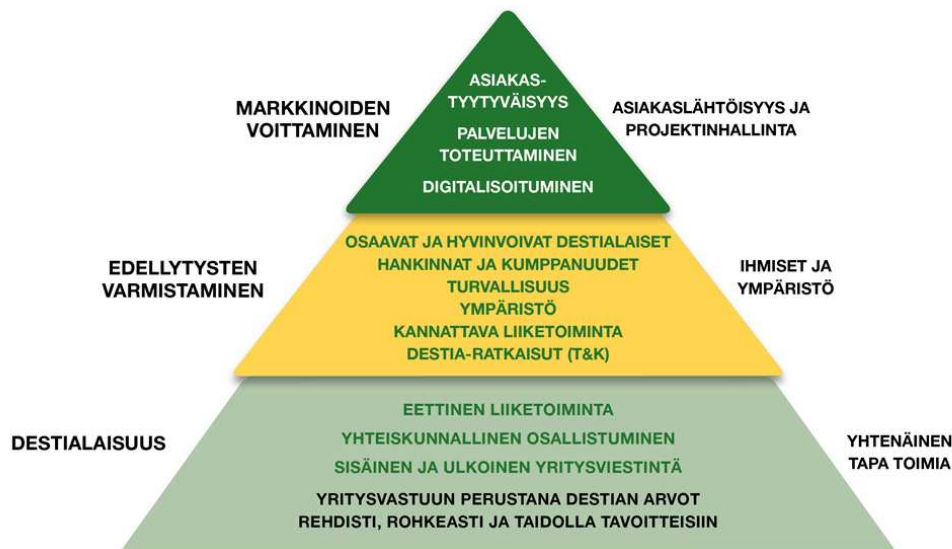 MARKKINOIDEN
VOITTAMINEN
ASIAKAS-
TYYTYVÄISYYS
PALVELUJEN
TOTEUTTAMINEN
DIGITALISOITUMINEN
ASIAKASLÄHTÖISYYS JA
PROJEKTINHALLINTA
EDELLYTYSTEN
VARMISTAMINEN
OSAAVAT JA HYVINVOIVAT DESTIALAISET
HANKINNAT JA KUMPPANUUDET
TURVALLISUUS
YMPÄRISTÖ
KANNATTAVA LIIKETOIMINTA
DESTIA-RATKAISUT (T&K)
IHMISET JA
YMPÄRISTÖ
DESTIALAISUUS
EETTINEN LIIKETOIMINTA
YHTEISKUNNALLINEN OSALLISTUMINEN
SISÄINEN JA ULKOINEN YRITYSVIESTINTÄ
YRITYSVASTUUN PERUSTANA DESTIAN ARVOT
REHDISTI, ROHKEASTI JA TAIDOLLA TAVOITTEISIIN
YHTENÄINEN
TAPA TOIMIA